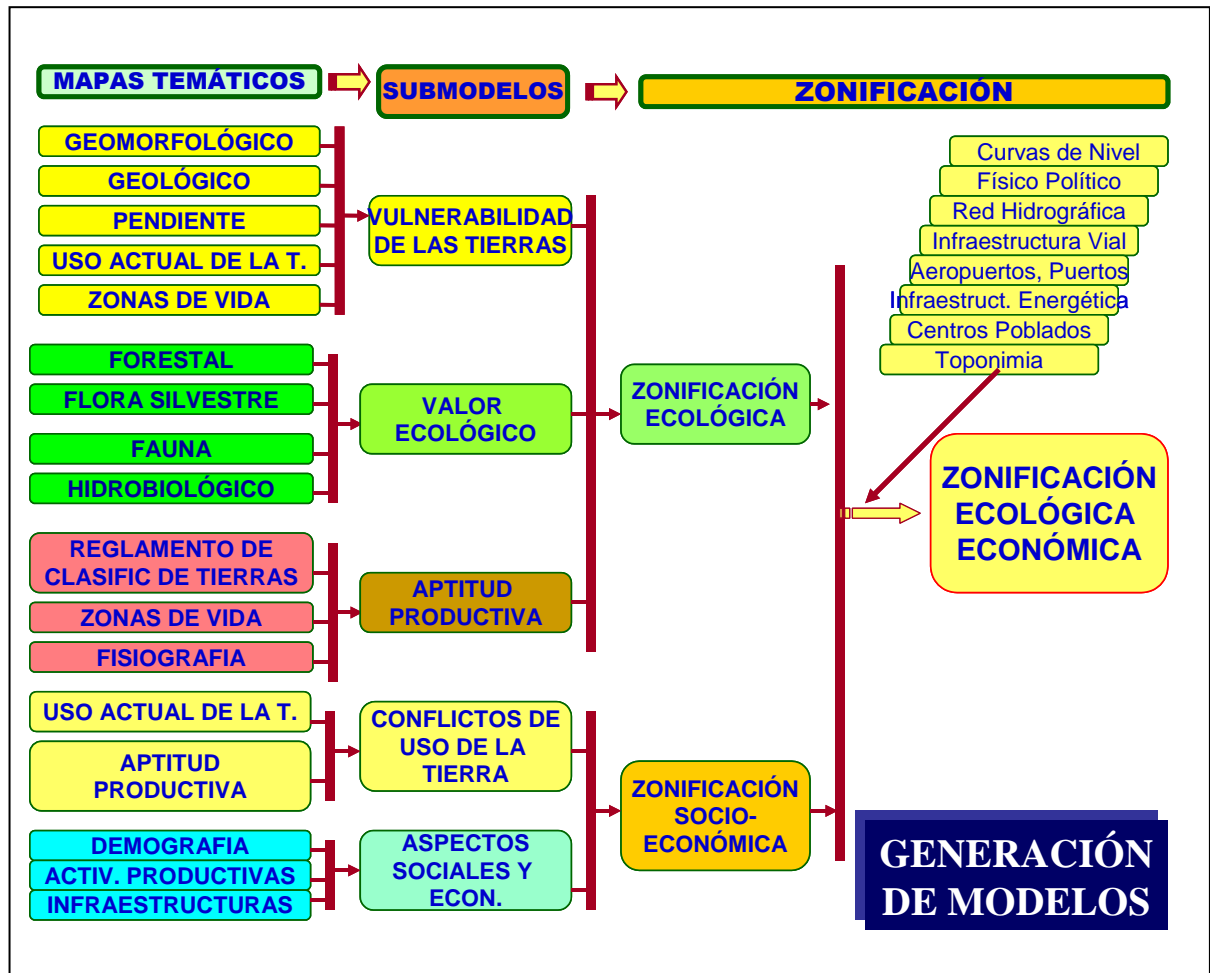 MAPAS TEMÁTICOS
SUBMODELOS
ZONIFICACIÓN
GEOMORFOLÓGICO
GEOLÓGICO
PENDIENTE
USO ACTUAL DE LA T.
ZONAS DE VIDA
VULNERABILIDAD
DE LAS TIERRAS
FORESTAL
FLORA SILVESTRE
FAUNA
HIDROBIOLÓGICO
VALOR
ECOLÓGICO
REGLAMENTO DE
CLASIFIC DE TIERRAS
ZONAS DE VIDA
FISIOGRAFIA
APTITUD
PRODUCTIVA
USO ACTUAL DE LA T.
APTITUD
PRODUCTIVA
CONFLICTOS DE
USO DE LA
TIERRA
DEMOGRAFIA
ACTIV. PRODUCTIVAS
INFRAESTRUCTURAS
ASPECTOS
SOCIALES Y
ECON.
ZONIFICACIÓN
ECOLÓGICA
ZONIFICACIÓN
SOCIO-
ECONÓMICA
Curvas de Nivel
Físico Político
Red Hidrográfica
Infraestructura Vial
Aeropuertos, Puertos
Infraestruct. Energética
Centros Poblados
Toponimia
ZONIFICACIÓN
ECOLÓGICA
ECONÓMICA
GENERACIÓN
DE MODELOS